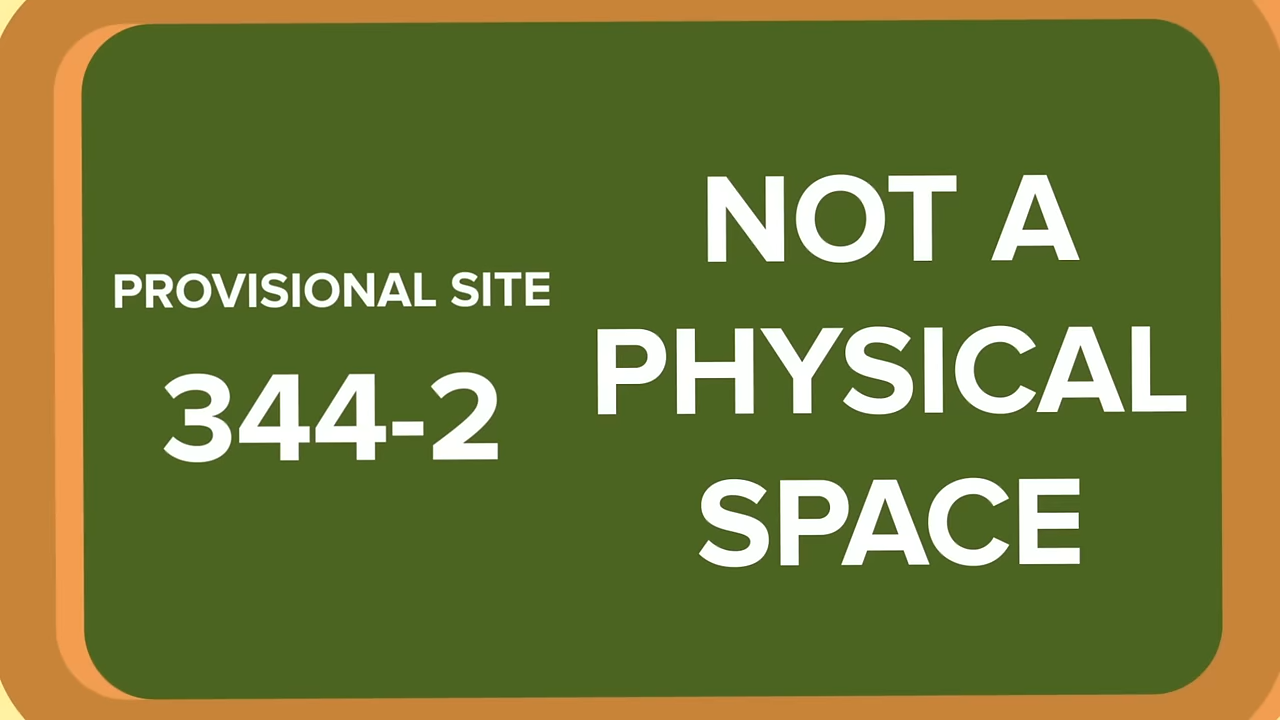 PROVISIONAL SITE
344-2
NOT A
PHYSICAL
SPACE